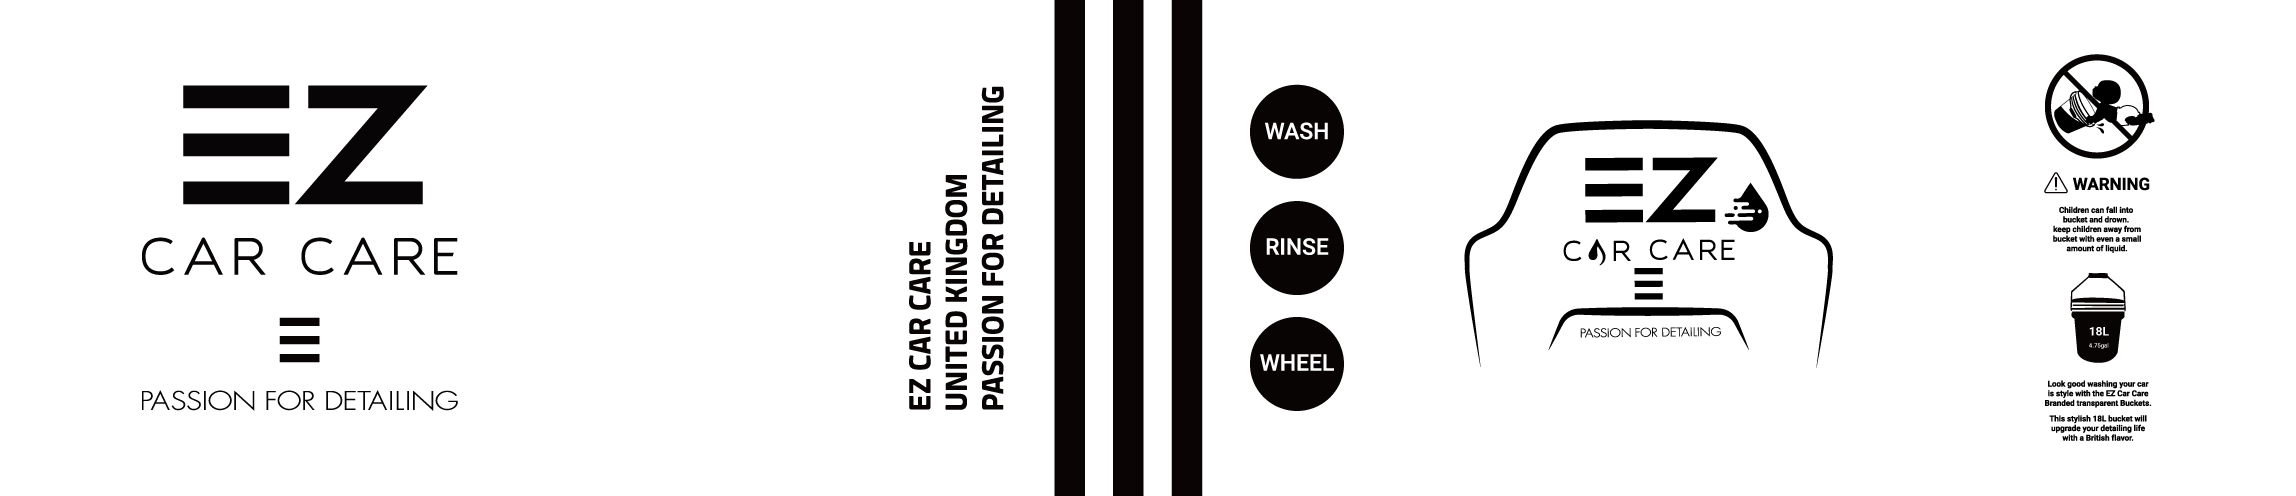 EZ
CAR CARE
PASSION FOR DETAILING
EZ CAR CARE
UNITED KINGDOM
PASSION FOR DETAILING
WASH
RINSE
WHEEL
EZ
CAR CARE
PASSION FOR DETAILING
WARNING
Children can fall into
bucket and drown.
keep children away from
bucket with even a small
amount of liquid.
18L
4.75gal
Look good washing your car
is style with the EZ Car Care
Branded transparent Buckets.
This stylish 18L bucket will
upgrade your detailing life
with a British flavor.